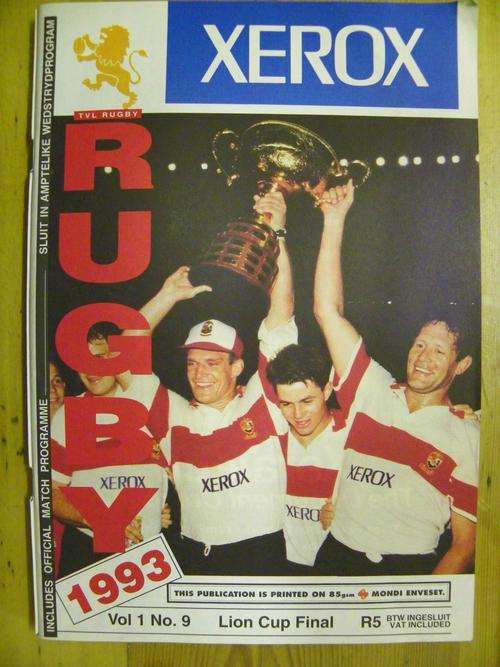 XEROX
TVL RUGBY
RUGBY
SLUIT IN AMPTELIKE WEDSTRYDPROGRAM
INCLUDES OFFICIAL MATCH PROGRAMME
XEROX
XEROX
XEROX
XEROX
1993
THIS PUBLICATION IS PRINTED ON 85gsm MONDI ENVESET.
Vol 1 No. 9 Lion Cup Final R5 BTW INGESLUIT
VAT INCLUDED